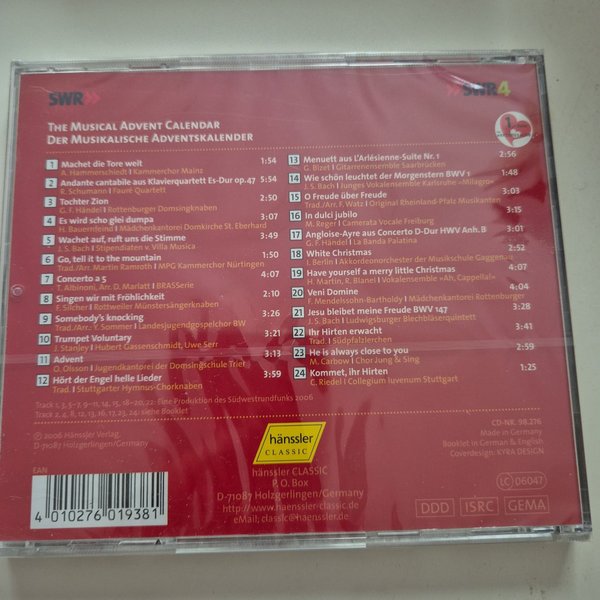 SWR»
SWR4
THE MUSICAL ADVENT CALENDAR
DER MUSIKALISCHE ADVENTSKALENDER
1 Machet die Tore weit 1:54
A. Hammerschiedt | Kammerchor Mainz
2 Andante cantabile aus Klavierquartett Es-Dur op.47 5:54
R. Schumann | Fauré Quartett
3 Tochter Zion 2:50
G. F. Händel | Rottenburger Domsingknaben
4 Es wird scho glei dumpa 3:07
H. Bauernfeind | Mädchenkantorei Domkirche St. Eberhard
5 Wachet auf, ruft uns die Stimme 3:49
J. S. Bach | Stipendiaten v. Villa Musica
6 Go, tell it to the mountain 1:50
Trad./Arr. Martin Ramroth | MPG Kammerchor Nürtingen
7 Concerto a 5 4:07
T. Albinoni, Arr. D. Marlatt | BRASSerie
8 Singen wir mit Fröhlichkeit 2:10
F. Silcher | Rottweiler Münstersängerknaben
9 Somebody's knocking 3:26
Trad./Arr.: Y. Sommer | Landesjugendgospelchor BW
10 Trumpet Voluntary 3:21
J. Stanley | Hubert Gassenschmidt, Uwe Serr
11 Advent 3:13
O. Olsson | Jugendkantorei der Domsingschule Trier
12 Hört der Engel helle Lieder 3:59
Trad. | Stuttgarter Hymnus-Chorknaben
13 Menuett aus L'Arlésienne-Suite Nr. 1 2:56
G. Bizet | Gitarrenensemble Saarbrücken
14 Wie schön leuchtet der Morgenstern BWV 1 1:48
J. S. Bach | Junges Vokalensemble Karlsruhe »Milagro«
15 O Freude über Freude 3:03
Trad./Arr. F. Watz | Original Rheinland-Pfalz Musikanten
16 In dulci jubilo 3:15
M. Reger | Camerata Vocale Freiburg
17 Angloise-Ayre aus Concerto D-Dur HWV Anh. B 3:01
G. F. Händel | La Banda Palatina
18 White Christmas 2:52
I. Berlin | Akkordeonorchester der Musikschule Gaggenau
19 Have yourself a merry little Christmas 4:07
H. Martin, R. Blanel | Vokalensemble »Ah, Cappella!«
20 Veni Domine 4:04
F. Mendelssohn-Bartholdy | Mädchenkantorei Rottenburg
21 Jesu bleibet meine Freude BWV 147 3:28
J. S. Bach | Ludwigsburger Blechbläserquintett
22 Ihr Hirten erwacht 3:41
Trad. | Südpfalzlerchen
23 He is always close to you 2:59
M. Carbow | Chor Jung & Sing
24 Kommet, ihr Hirten 3:34
C. Riedel | Collegium Iuvenum Stuttgart
Track 1, 3, 5-7, 9-11, 14, 15, 18-20, 22: Eine Produktion des Südwestrundfunks 2006
Track 2, 4, 8, 12, 13, 16, 17, 23, 24: siehe Booklet
℗ 2006 Hänssler Verlag,
D-71087 Holzgerlingen/Germany
CD-NR. 98.276
Made in Germany
Booklet in German & English
Coverdesign: KYRA DESIGN
hänssler
CLASSIC
EAN
4 010276 019381
hänssler CLASSIC
P. O. Box
D-71087 Holzgerlingen/Germany
http://www.haenssler-classic.de
eMail: classic@haenssler.de
LC 06047
DDD
ISRC
GEMA